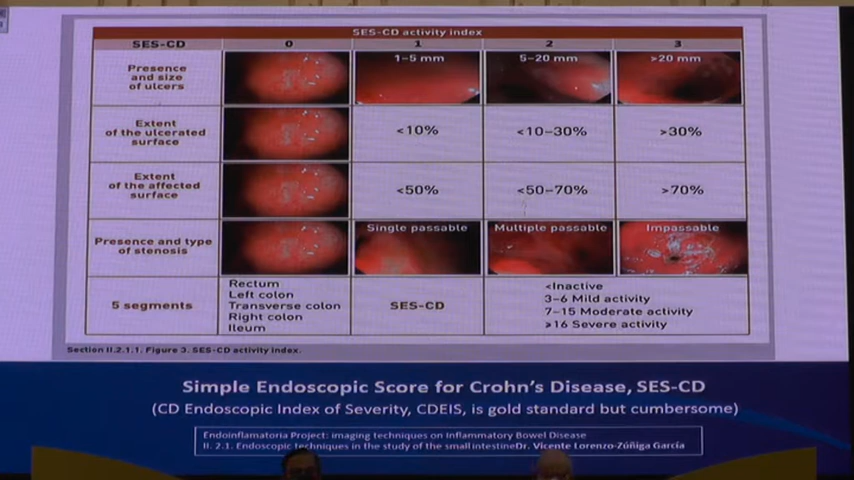 SES-CD activity index
SES-CD 0 1 2 3
Presence
and size
of ulcers
1-5 mm 5-20 mm >20 mm
Extent
of the ulcerated
surface
<10% <10-30% >30%
Extent
of the affected
surface
<50% <50-70% >70%
Presence and type
of stenosis
Single passable Multiple passable Impassable
5 segments
Rectum
Left colon
Transverse colon
Right colon
Ileum
SES-CD
<Inactive
3-6 Mild activity
7-15 Moderate activity
⩾16 Severe activity
Section II.2.1.1. Figure 3. SES-CD activity index.
Simple Endoscopic Score for Crohn's Disease, SES-CD
(CD Endoscopic Index of Severity, CDEIS, is gold standard but cumbersome)
Endoinflamatoria Project: imaging techniques on Inflammatory Bowel Disease
II. 2.1. Endoscopic techniques in the study of the small intestineDr. Vicente Lorenzo-Zúñiga García